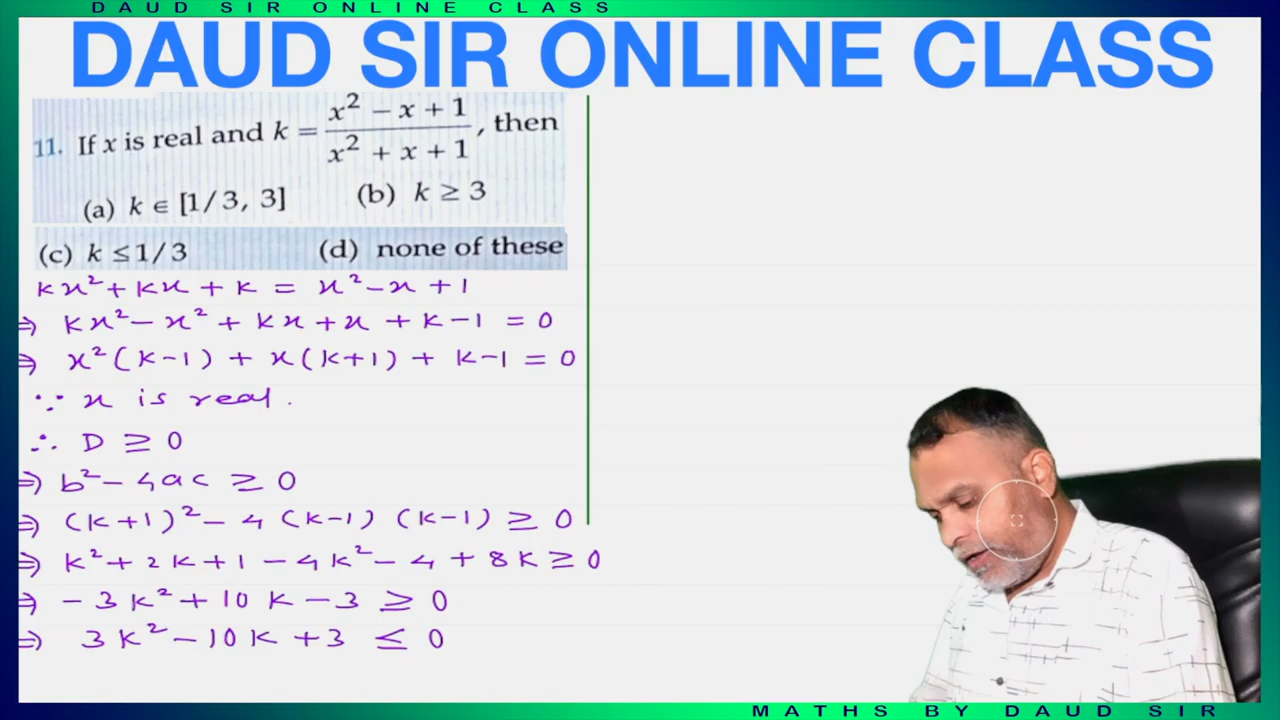 DAUD SIR ONLINE CLASS
DAUD SIR ONLINE CLASS
11. If x is real and k = (x² − x + 1)/(x² + x + 1), then
(a) k ∈ [1/3, 3] (b) k ≥ 3
(c) k ≤ 1/3 (d) none of these
kx² + kx + k = x² − x + 1
⇒ kx² − x² + kx + x + k − 1 = 0
⇒ x²(k−1) + x(k+1) + k−1 = 0
∵ x is real.
∴ D ≥ 0
⇒ b² − 4ac ≥ 0
⇒ (k+1)² − 4(k−1)(k−1) ≥ 0
⇒ k² + 2k + 1 − 4k² − 4 + 8k ≥ 0
⇒ −3k² + 10k − 3 ≥ 0
⇒ 3k² − 10k + 3 ≤ 0
MATHS BY DAUD SIR